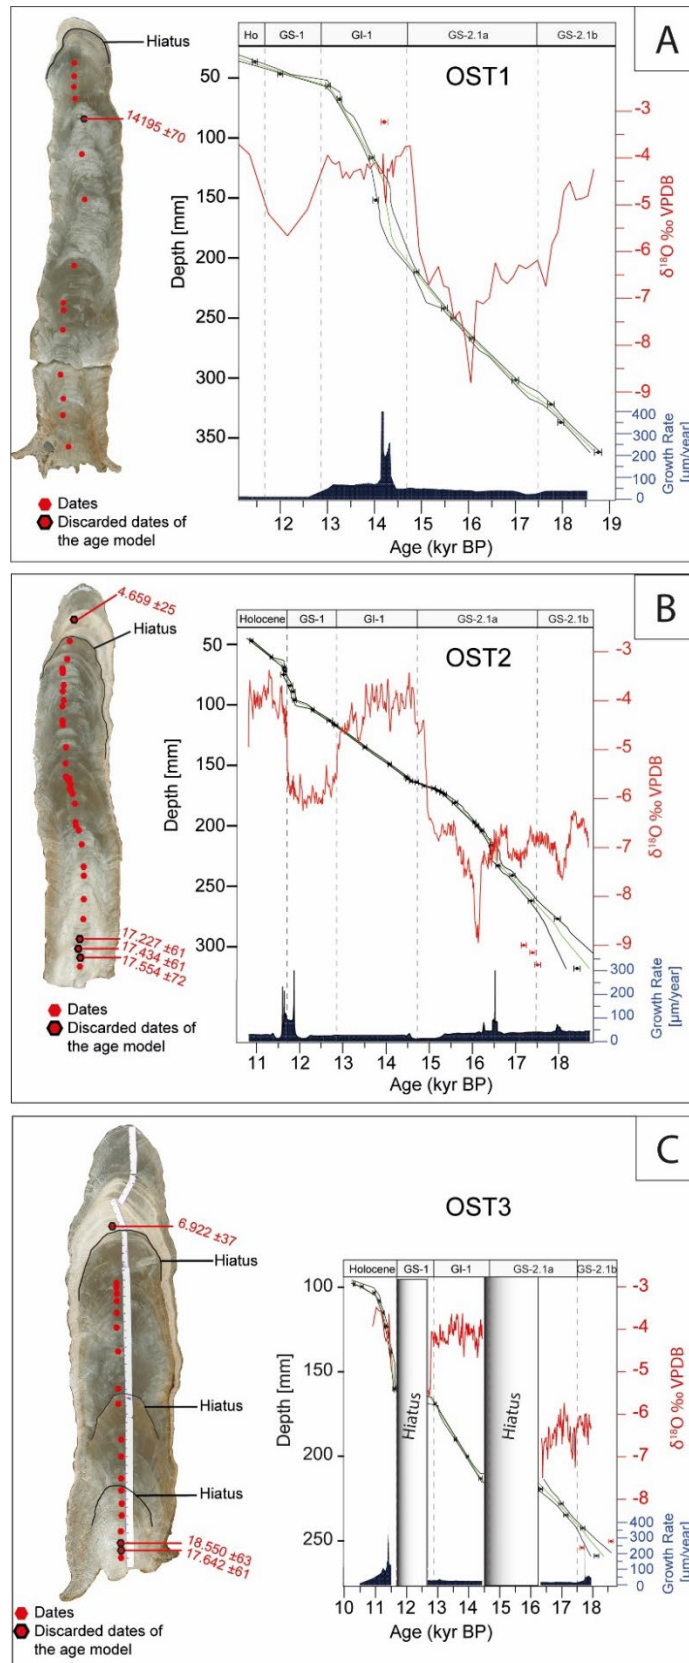 A
Hiatus
14195 ±70
Dates
Discarded dates of
the age model
Ho GS-1 GI-1 GS-2.1a GS-2.1b
OST1
Depth [mm]
50
100
150
200
250
300
350
-3
-4
-5
-6
-7
-8
-9
δ¹⁸O ‰ VPDB
400
300
200
100
0
Growth Rate
[µm/year]
12 13 14 15 16 17 18 19
Age (kyr BP)
B
4.659 ±25
Hiatus
17.227 ±61
17.434 ±61
17.554 ±72
Dates
Discarded dates of
the age model
Holocene GS-1 GI-1 GS-2.1a GS-2.1b
OST2
Depth [mm]
50
100
150
200
250
300
-3
-4
-5
-6
-7
-8
-9
δ¹⁸O ‰ VPDB
300
200
100
0
Growth Rate
[µm/year]
11 12 13 14 15 16 17 18
Age (kyr BP)
C
6.922 ±37
Hiatus
Hiatus
Hiatus
18.550 ±63
17.642 ±61
Dates
Discarded dates of
the age model
OST3
Holocene GS-1 GI-1 GS-2.1a GS-2.1b
Depth [mm]
100
150
200
250
Hiatus
Hiatus
-3
-4
-5
-6
-7
-8
δ¹⁸O ‰ VPDB
400
300
200
100
0
Growth Rate
[µm/year]
10 11 12 13 14 15 16 17 18
Age (kyr BP)